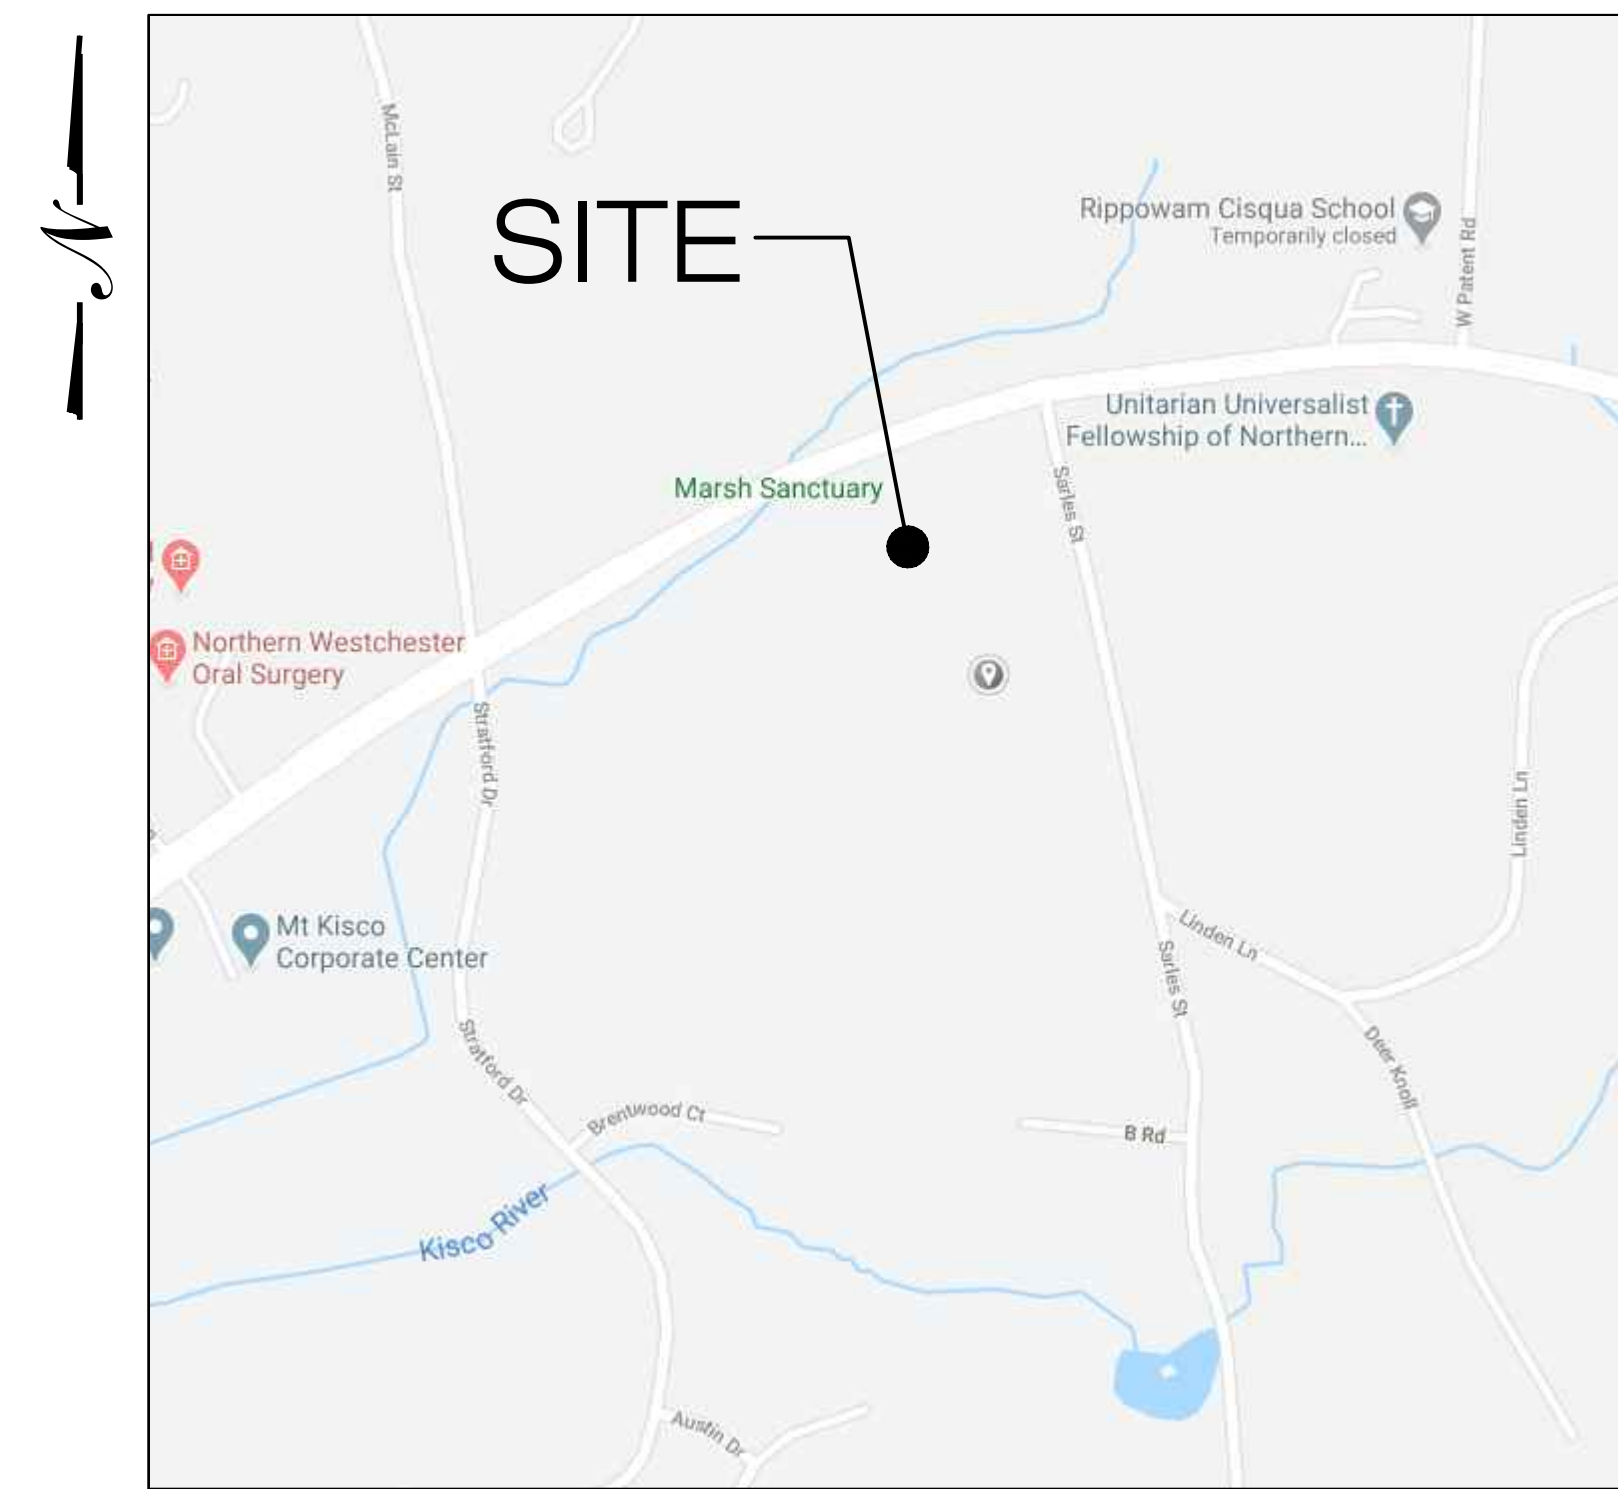 N
McLain St
SITE
Rippowam Cisqua School
Temporarily closed
W Patent Rd
Unitarian Universalist
Fellowship of Northern...
Marsh Sanctuary
Sarles St
Northern Westchester
Oral Surgery
Stratford Dr
Linden Ln
Mt Kisco
Corporate Center
Linden Ln
Sarles St
Stratford Dr
Deer Knoll
Brentwood Ct
B Rd
Kisco River
Austin Dr